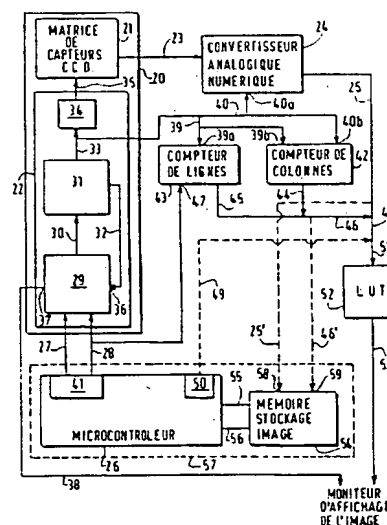 MATRICE
DE
CAPTEURS
C.C.D.
21
23
24
CONVERTISSEUR
ANALOGIQUE
NUMERIQUE
35
20
25
34
40
40a
33
39
39a
39b
40b
22
31
COMPTEUR
DE LIGNES
COMPTEUR
DE COLONNES
42
43
47
45
44
30
32
46
29
36
37
49
52
LUT
27
28
25'
46'
41
50
55
58
59
MEMOIRE
STOCKAGE
IMAGE
56
MICROCONTROLEUR
26
57
38
MONITEUR
D'AFFICHAGE
DE L'IMAGE